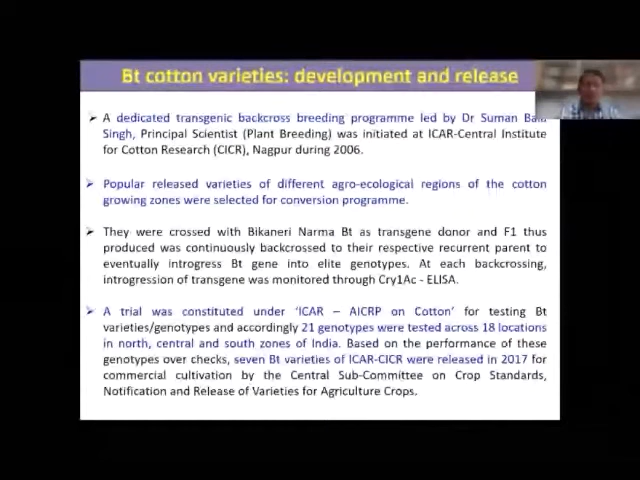 Bt cotton varieties: development and release
➢ A dedicated transgenic backcross breeding programme led by Dr Suman Bala
Singh, Principal Scientist (Plant Breeding) was initiated at ICAR-Central Institute
for Cotton Research (CICR), Nagpur during 2006.
➢ Popular released varieties of different agro-ecological regions of the cotton
growing zones were selected for conversion programme.
➢ They were crossed with Bikaneri Narma Bt as transgene donor and F1 thus
produced was continuously backcrossed to their respective recurrent parent to
eventually introgress Bt gene into elite genotypes. At each backcrossing,
introgression of transgene was monitored through Cry1Ac - ELISA.
➢ A trial was constituted under 'ICAR – AICRP on Cotton' for testing Bt
varieties/genotypes and accordingly 21 genotypes were tested across 18 locations
in north, central and south zones of India. Based on the performance of these
genotypes over checks, seven Bt varieties of ICAR-CICR were released in 2017 for
commercial cultivation by the Central Sub-Committee on Crop Standards,
Notification and Release of Varieties for Agriculture Crops.